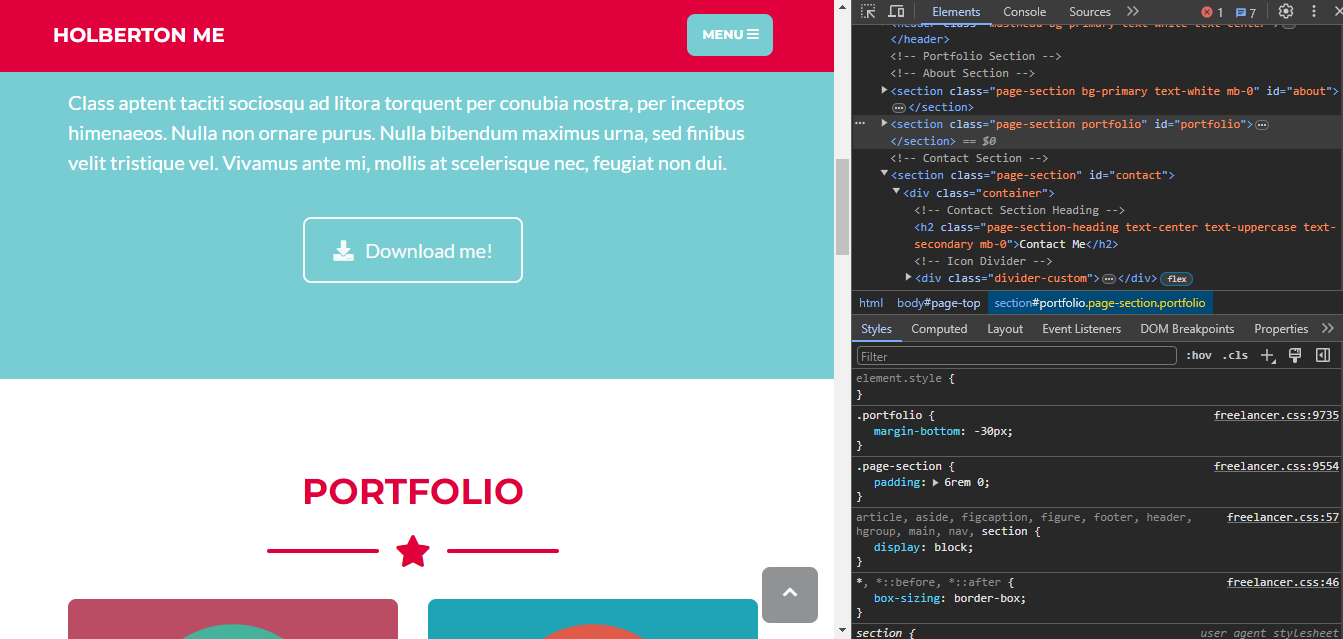 HOLBERTON ME
MENU
Class aptent taciti sociosqu ad litora torquent per conubia nostra, per inceptos
himenaeos. Nulla non ornare purus. Nulla bibendum maximus urna, sed finibus
velit tristique vel. Vivamus ante mi, mollis at scelerisque nec, feugiat non dui.
Download me!
PORTFOLIO
Elements Console Sources 1 7
</header>
<!-- Portfolio Section -->
<!-- About Section -->
<section class="page-section bg-primary text-white mb-0" id="about">
</section>
<section class="page-section portfolio" id="portfolio">
</section> == $0
<!-- Contact Section -->
<section class="page-section" id="contact">
<div class="container">
<!-- Contact Section Heading -->
<h2 class="page-section-heading text-center text-uppercase text-
secondary mb-0">Contact Me</h2>
<!-- Icon Divider -->
<div class="divider-custom"></div> flex
html body#page-top section#portfolio.page-section.portfolio
Styles Computed Layout Event Listeners DOM Breakpoints Properties
Filter :hov .cls
element.style {
}
.portfolio { freelancer.css:9735
margin-bottom: -30px;
}
.page-section { freelancer.css:9554
padding: 6rem 0;
}
article, aside, figcaption, figure, footer, header, freelancer.css:57
hgroup, main, nav, section {
display: block;
}
*, *::before, *::after { freelancer.css:46
box-sizing: border-box;
}
section { user agent stylesheet